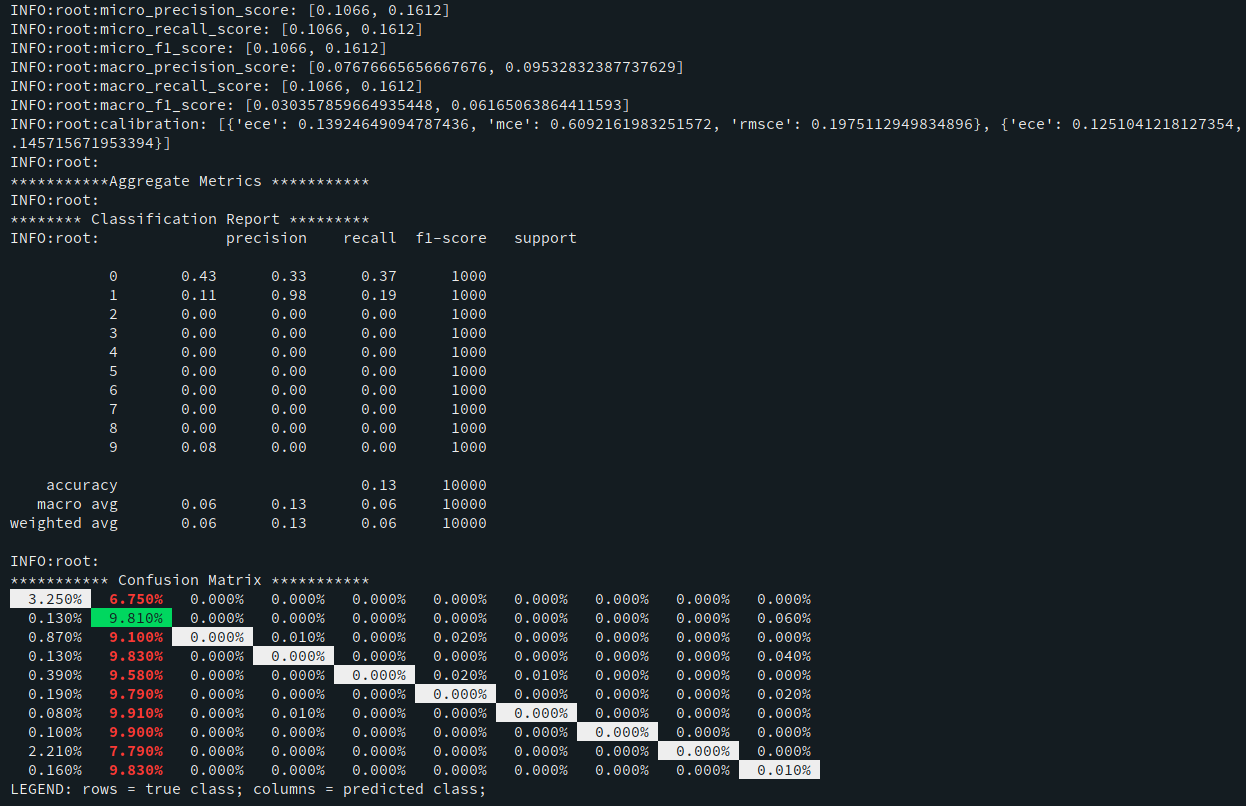 INFO:root:micro_precision_score: [0.1066, 0.1612]
INFO:root:micro_recall_score: [0.1066, 0.1612]
INFO:root:micro_f1_score: [0.1066, 0.1612]
INFO:root:macro_precision_score: [0.07676665656667676, 0.09532832387737629]
INFO:root:macro_recall_score: [0.1066, 0.1612]
INFO:root:macro_f1_score: [0.030357859664935448, 0.06165063864411593]
INFO:root:calibration: [{'ece': 0.13924649094787436, 'mce': 0.6092161983251572, 'rmsce': 0.1975112949834896}, {'ece': 0.1251041218127354,
.145715671953394}]
INFO:root:
***********Aggregate Metrics ***********
INFO:root:
******** Classification Report *********
INFO:root:              precision    recall  f1-score   support

           0       0.43      0.33      0.37      1000
           1       0.11      0.98      0.19      1000
           2       0.00      0.00      0.00      1000
           3       0.00      0.00      0.00      1000
           4       0.00      0.00      0.00      1000
           5       0.00      0.00      0.00      1000
           6       0.00      0.00      0.00      1000
           7       0.00      0.00      0.00      1000
           8       0.00      0.00      0.00      1000
           9       0.08      0.00      0.00      1000

    accuracy                           0.13     10000
   macro avg       0.06      0.13      0.06     10000
weighted avg       0.06      0.13      0.06     10000

INFO:root:
*********** Confusion Matrix ***********
  3.250%   6.750%   0.000%   0.000%   0.000%   0.000%   0.000%   0.000%   0.000%   0.000%
  0.130%   9.810%   0.000%   0.000%   0.000%   0.000%   0.000%   0.000%   0.000%   0.060%
  0.870%   9.100%   0.000%   0.010%   0.000%   0.020%   0.000%   0.000%   0.000%   0.000%
  0.130%   9.830%   0.000%   0.000%   0.000%   0.000%   0.000%   0.000%   0.000%   0.040%
  0.390%   9.580%   0.000%   0.000%   0.000%   0.020%   0.010%   0.000%   0.000%   0.000%
  0.190%   9.790%   0.000%   0.000%   0.000%   0.000%   0.000%   0.000%   0.000%   0.020%
  0.080%   9.910%   0.000%   0.010%   0.000%   0.000%   0.000%   0.000%   0.000%   0.000%
  0.100%   9.900%   0.000%   0.000%   0.000%   0.000%   0.000%   0.000%   0.000%   0.000%
  2.210%   7.790%   0.000%   0.000%   0.000%   0.000%   0.000%   0.000%   0.000%   0.000%
  0.160%   9.830%   0.000%   0.000%   0.000%   0.000%   0.000%   0.000%   0.000%   0.010%
LEGEND: rows = true class; columns = predicted class;